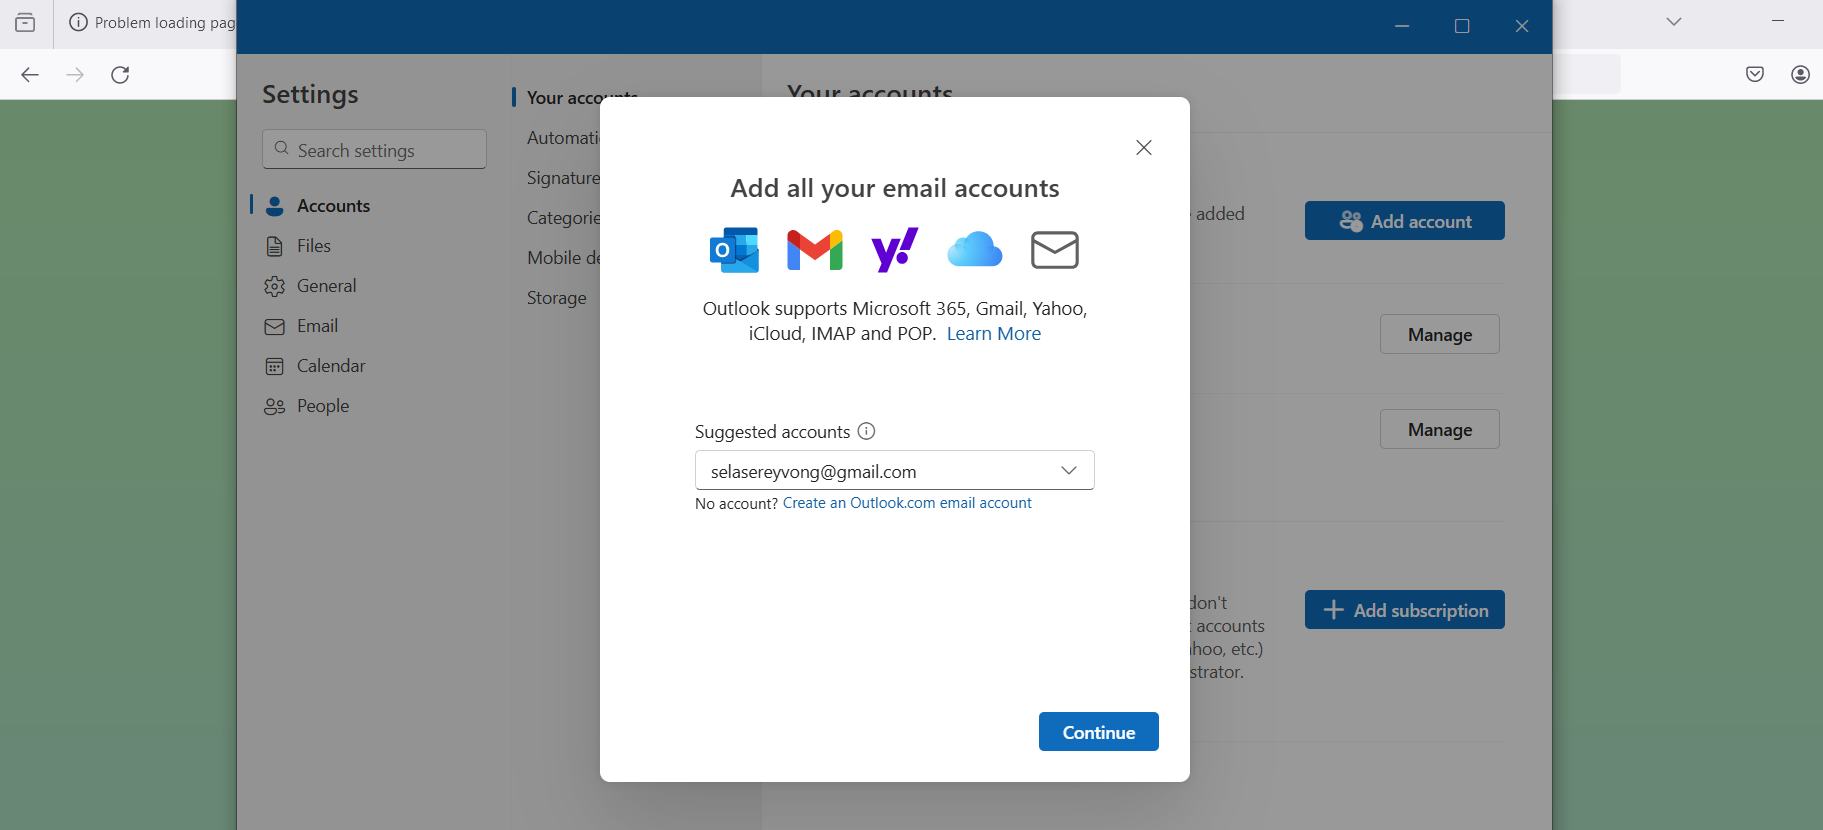 Problem loading pag
Settings
Search settings
Accounts
Files
General
Email
Calendar
People
Your accounts
Automati
Signature
Categorie
Mobile de
Storage
Your accounts
added
Add account
Manage
Manage
don't
accounts
hoo, etc.)
strator.
Add subscription
Add all your email accounts
Outlook supports Microsoft 365, Gmail, Yahoo,
iCloud, IMAP and POP. Learn More
Suggested accounts
selasereyvong@gmail.com
No account? Create an Outlook.com email account
Continue